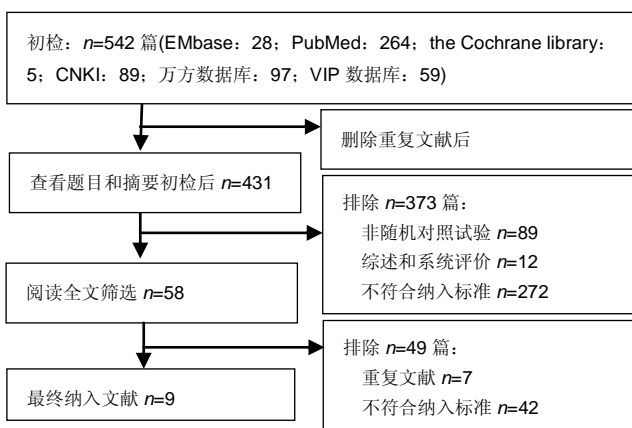 初检：n=542 篇(EMbase：28；PubMed：264；the Cochrane library：
5；CNKI：89；万方数据库：97；VIP 数据库：59)
删除重复文献后
查看题目和摘要初检后 n=431
排除 n=373 篇：
非随机对照试验 n=89
综述和系统评价 n=12
不符合纳入标准 n=272
阅读全文筛选 n=58
排除 n=49 篇：
重复文献 n=7
不符合纳入标准 n=42
最终纳入文献 n=9